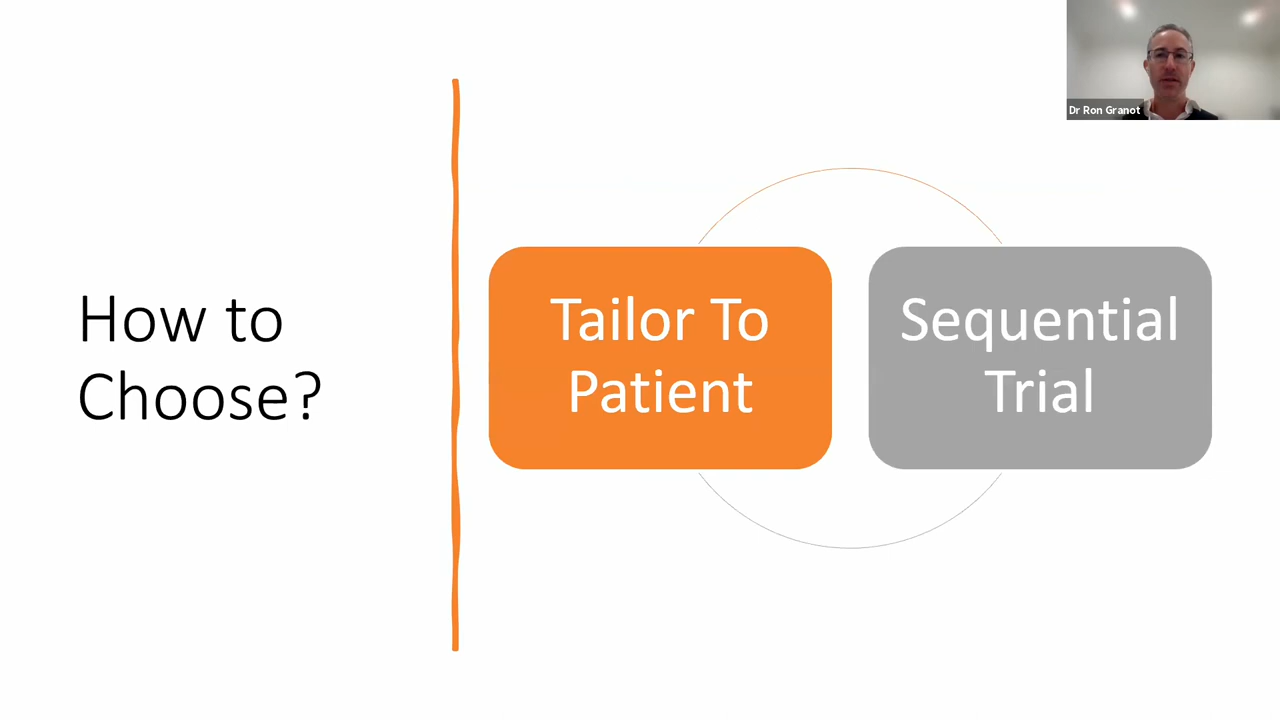 Dr Ron Granot
How to
Choose?
Tailor To
Patient
Sequential
Trial